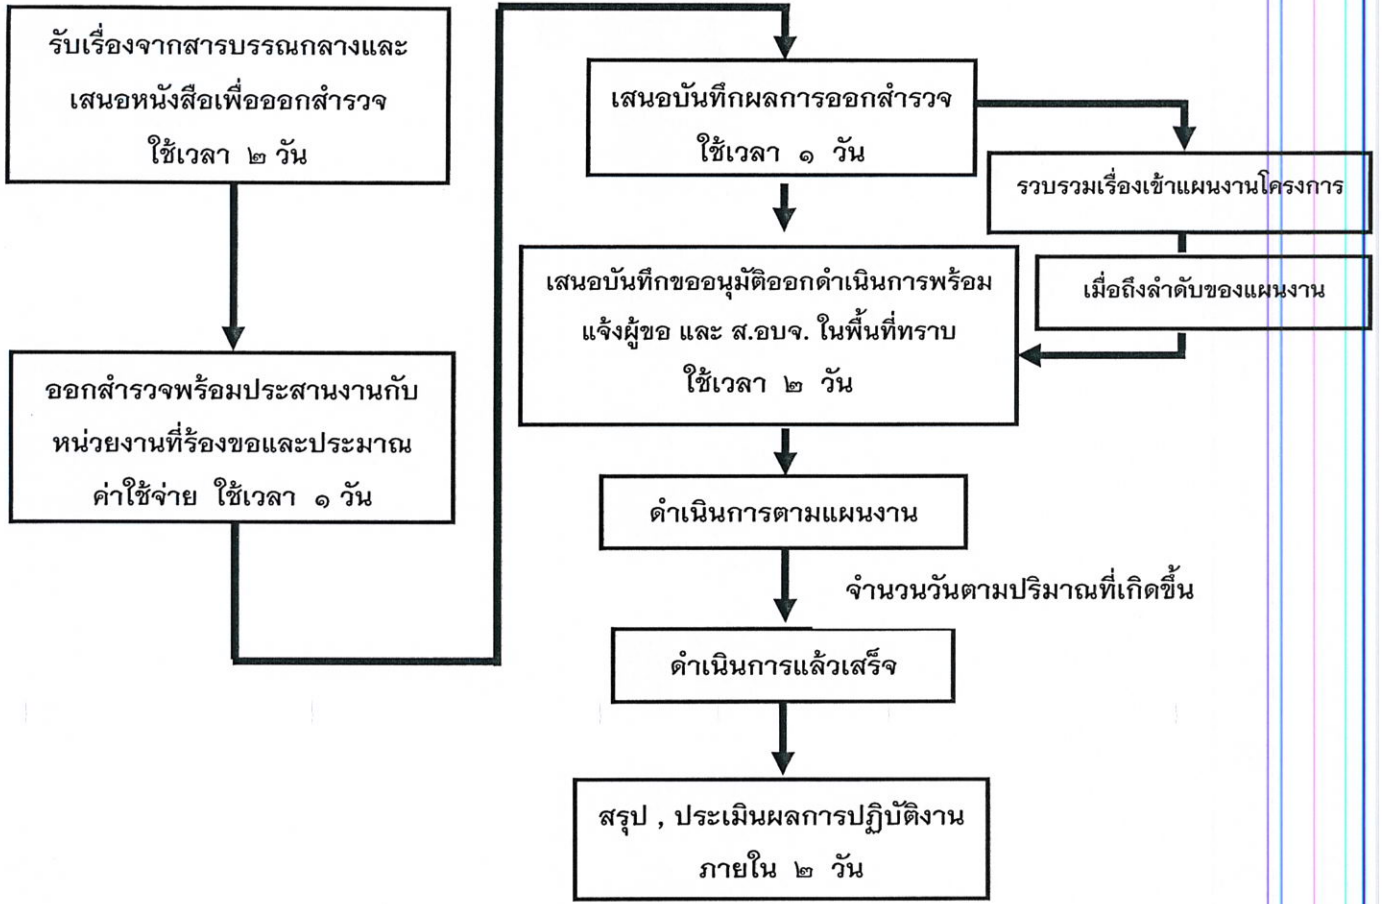 รับเรื่องจากสารบรรณกลางและ
เสนอหนังสือเพื่อออกสำรวจ
ใช้เวลา ๒ วัน
ออกสำรวจพร้อมประสานงานกับ
หน่วยงานที่ร้องขอและประมาณ
ค่าใช้จ่าย ใช้เวลา ๑ วัน
เสนอบันทึกผลการออกสำรวจ
ใช้เวลา ๑ วัน
รวบรวมเรื่องเข้าแผนงานโครงการ
เมื่อถึงลำดับของแผนงาน
เสนอบันทึกขออนุมัติออกดำเนินการพร้อม
แจ้งผู้ขอ และ ส.อบจ. ในพื้นที่ทราบ
ใช้เวลา ๒ วัน
ดำเนินการตามแผนงาน
จำนวนวันตามปริมาณที่เกิดขึ้น
ดำเนินการแล้วเสร็จ
สรุป , ประเมินผลการปฏิบัติงาน
ภายใน ๒ วัน